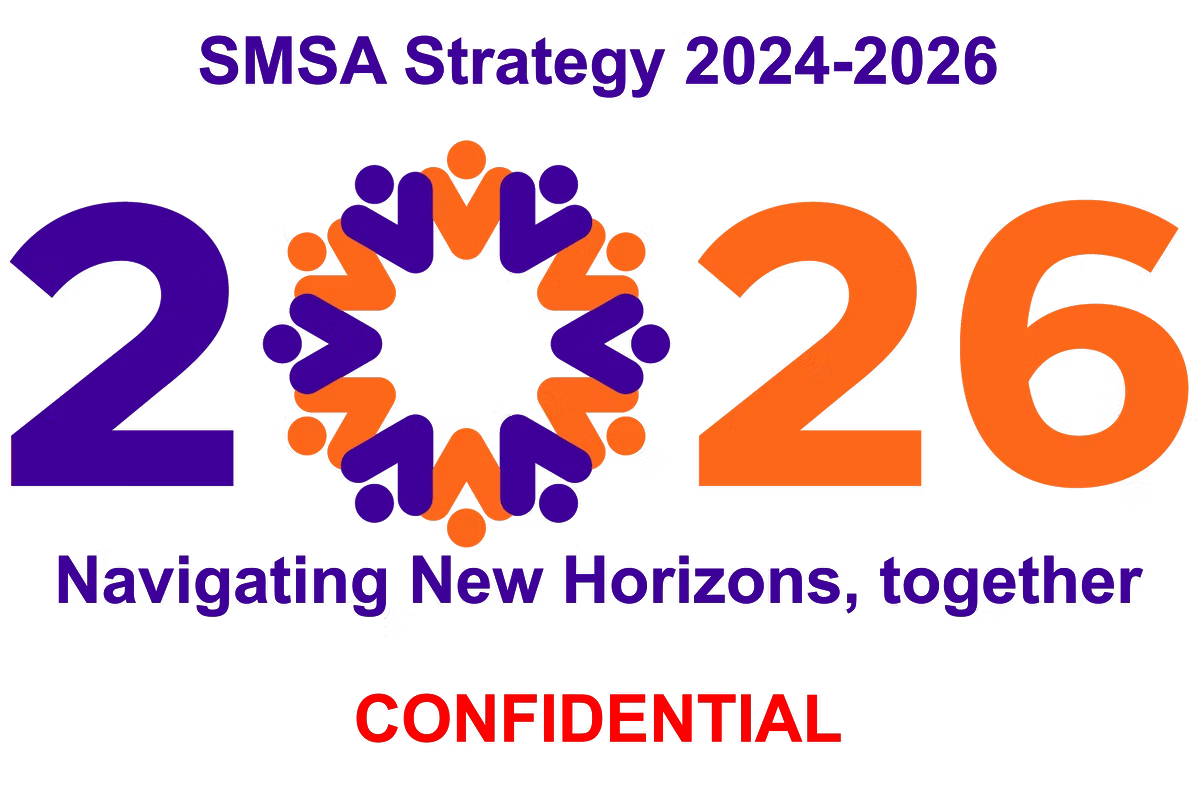 SMSA Strategy 2024-2026
2026
Navigating New Horizons, together
CONFIDENTIAL